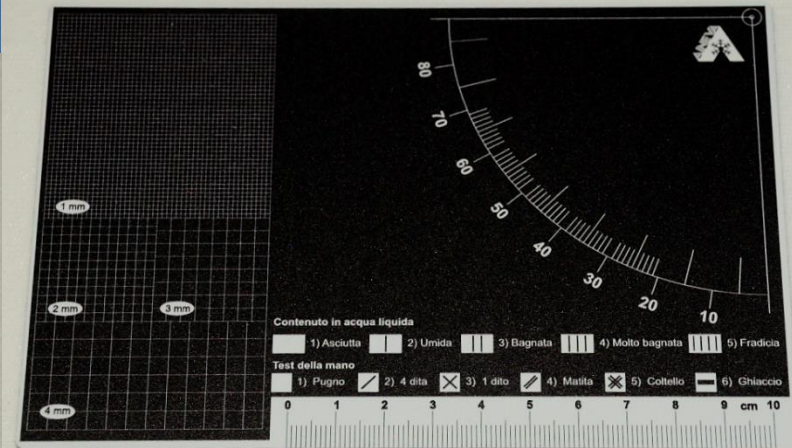 80
70
60
50
40
30
20
10
1 mm
2 mm
3 mm
4 mm
Contenuto in acqua liquida
1) Asciutta 2) Umida 3) Bagnata 4) Molto bagnata 5) Fradicia
Test della mano
1) Pugno 2) 4 dita 3) 1 dito 4) Matita 5) Coltello 6) Ghiaccio
0 1 2 3 4 5 6 7 8 9 cm 10